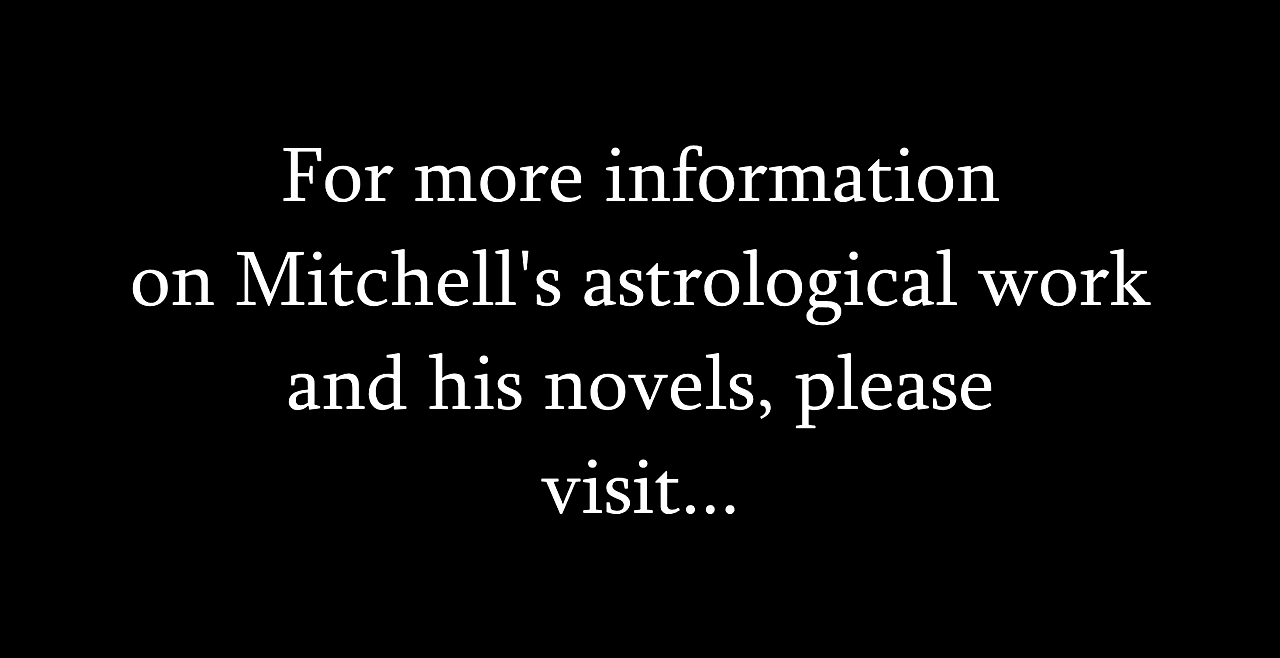 For more information
on Mitchell's astrological work
and his novels, please
visit...